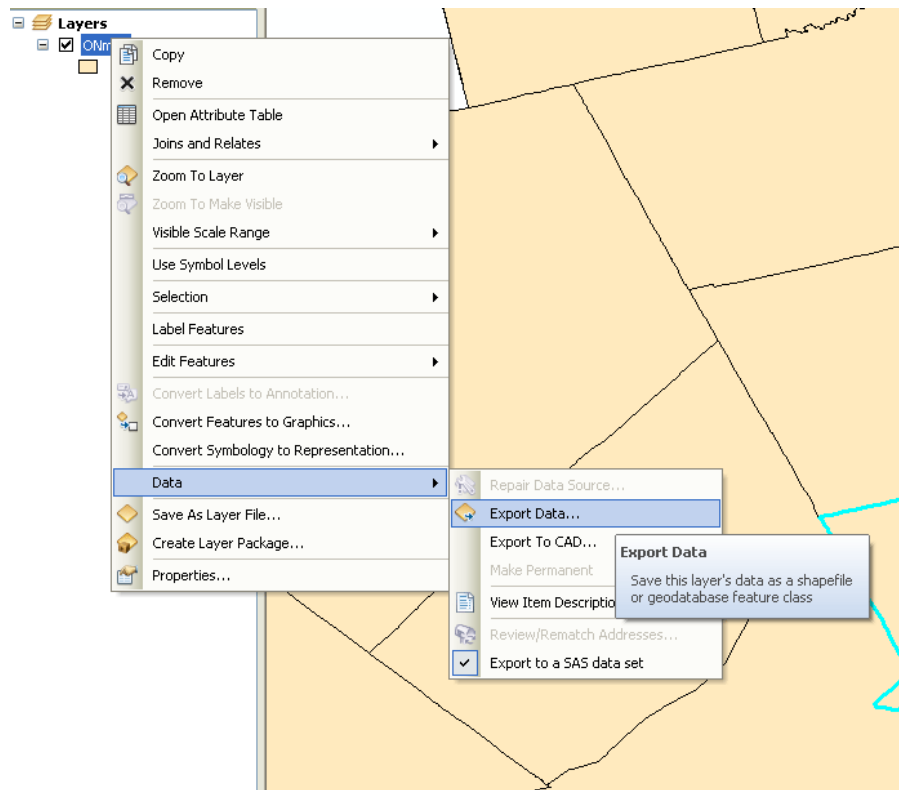 Layers
Copy
Remove
Open Attribute Table
Joins and Relates
Zoom To Layer
Zoom To Make Visible
Visible Scale Range
Use Symbol Levels
Selection
Label Features
Edit Features
Convert Labels to Annotation...
Convert Features to Graphics...
Convert Symbology to Representation...
Data
Save As Layer File...
Create Layer Package...
Properties...
Repair Data Source...
Export Data...
Export To CAD...
Make Permanent
View Item Descriptio
Review/Rematch Addresses...
Export to a SAS data set
Export Data
Save this layer's data as a shapefile
or geodatabase feature class